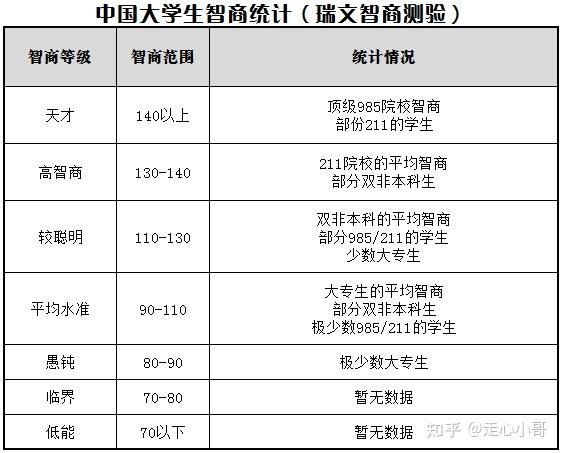 中国大学生智商统计（瑞文智商测验）
智商等级 智商范围 统计情况
天才 140以上 顶级985院校智商
部份211的学生
高智商 130-140 211院校的平均智商
部分双非本科生
较聪明 110-130 双非本科的平均智商
部分985/211的学生
少数大专生
平均水准 90-110 大专生的平均智商
部分双非本科生
极少数985/211的学生
愚钝 80-90 极少数大专生
临界 70-80 暂无数据
低能 70以下 暂无数据
知乎 @走心小哥